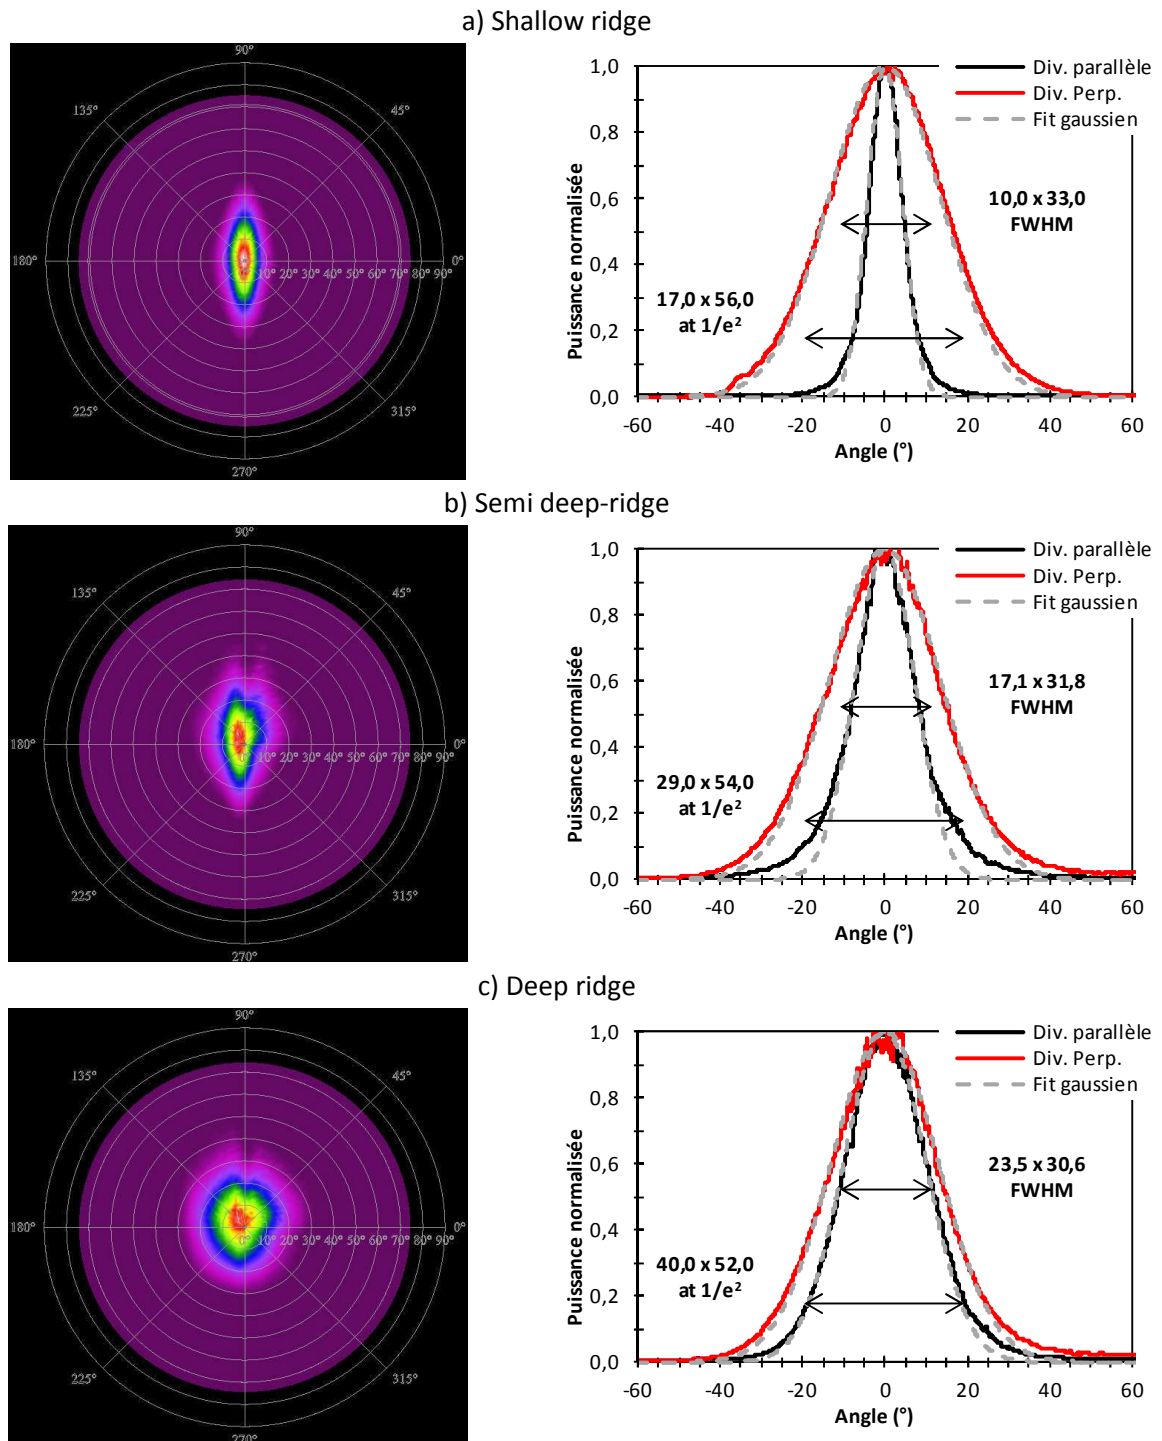 a) Shallow ridge
90°
135°
45°
180°
10° 20° 30° 40° 50° 60° 70° 80° 90°
0°
225°
315°
270°
Puissance normalisée
1,0
0,8
0,6
0,4
0,2
0,0
-60
-40
-20
0
20
40
60
Angle (°)
Div. parallèle
Div. Perp.
Fit gaussien
10,0 x 33,0
FWHM
17,0 x 56,0
at 1/e²
b) Semi deep-ridge
90°
135°
45°
180°
0° 10° 20° 30° 40° 50° 60° 70° 80° 90°
0°
225°
315°
270°
Puissance normalisée
1,0
0,8
0,6
0,4
0,2
0,0
-60
-40
-20
0
20
40
60
Angle (°)
Div. parallèle
Div. Perp.
Fit gaussien
17,1 x 31,8
FWHM
29,0 x 54,0
at 1/e²
c) Deep ridge
90°
135°
45°
180°
0° 10° 20° 30° 40° 50° 60° 70° 80° 90°
0°
225°
315°
270°
Puissance normalisée
1,0
0,8
0,6
0,4
0,2
0,0
-60
-40
-20
0
20
40
60
Angle (°)
Div. parallèle
Div. Perp.
Fit gaussien
23,5 x 30,6
FWHM
40,0 x 52,0
at 1/e²